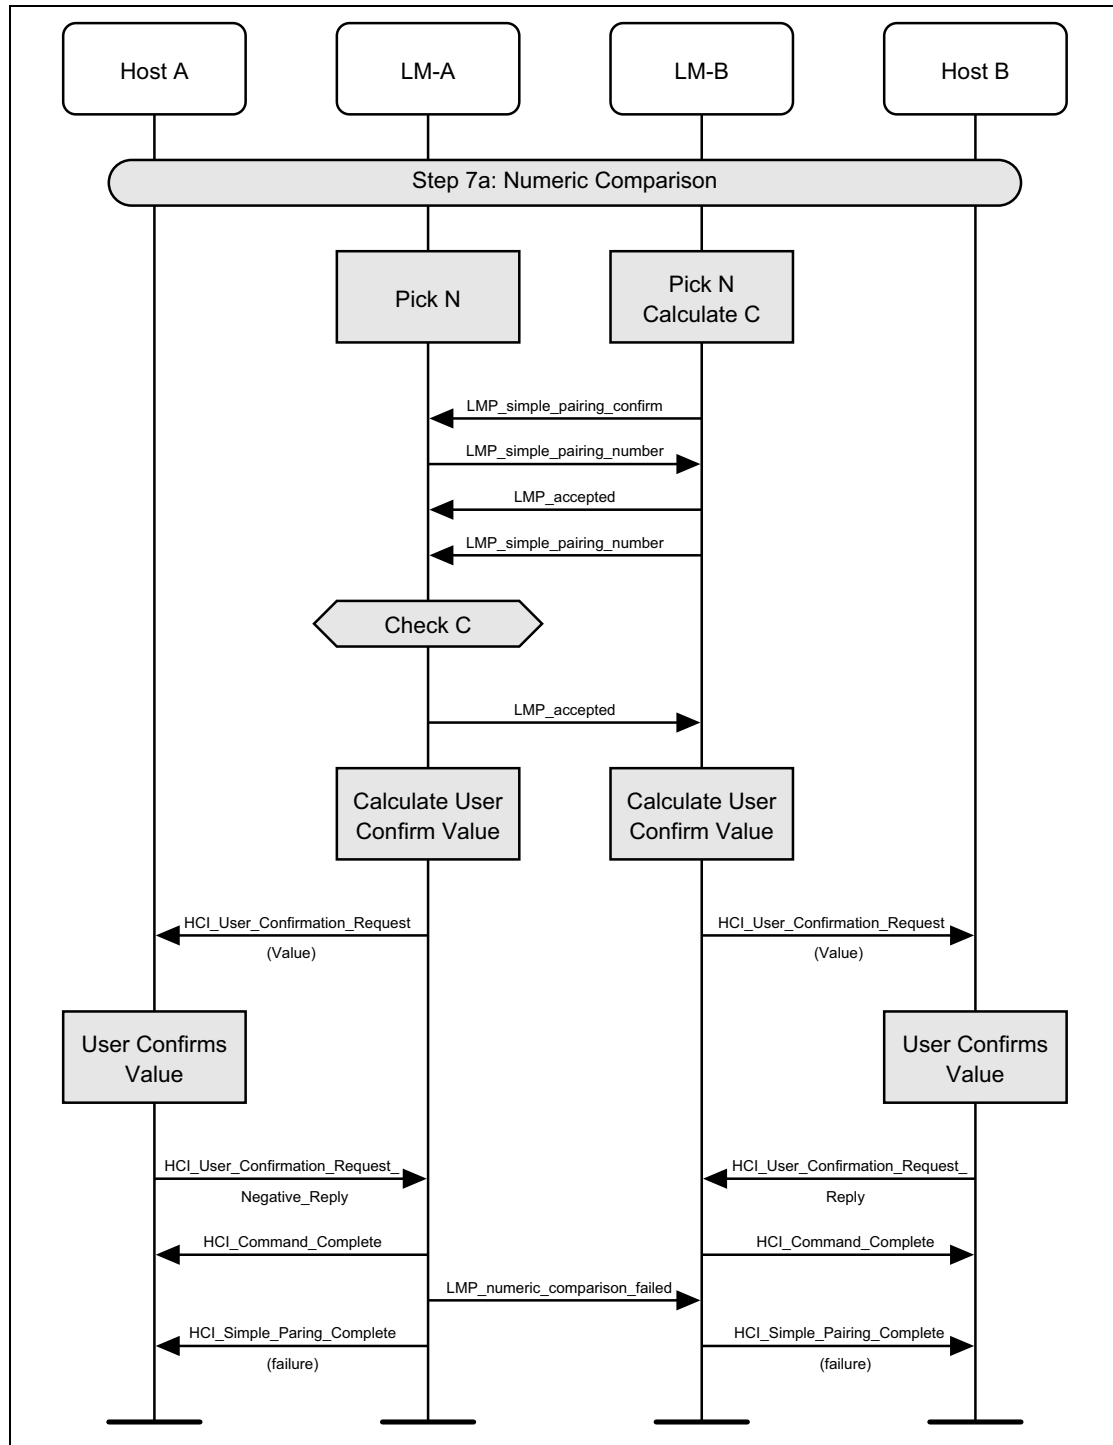 Host A
LM-A
LM-B
Host B
Step 7a: Numeric Comparison
Pick N
Pick N
Calculate C
LMP_simple_pairing_confirm
LMP_simple_pairing_number
LMP_accepted
LMP_simple_pairing_number
Check C
LMP_accepted
Calculate User
Confirm Value
Calculate User
Confirm Value
HCI_User_Confirmation_Request
(Value)
HCI_User_Confirmation_Request
(Value)
User Confirms
Value
User Confirms
Value
HCI_User_Confirmation_Request_
Negative_Reply
HCI_User_Confirmation_Request_
Reply
HCI_Command_Complete
HCI_Command_Complete
LMP_numeric_comparison_failed
HCI_Simple_Paring_Complete
(failure)
HCI_Simple_Pairing_Complete
(failure)